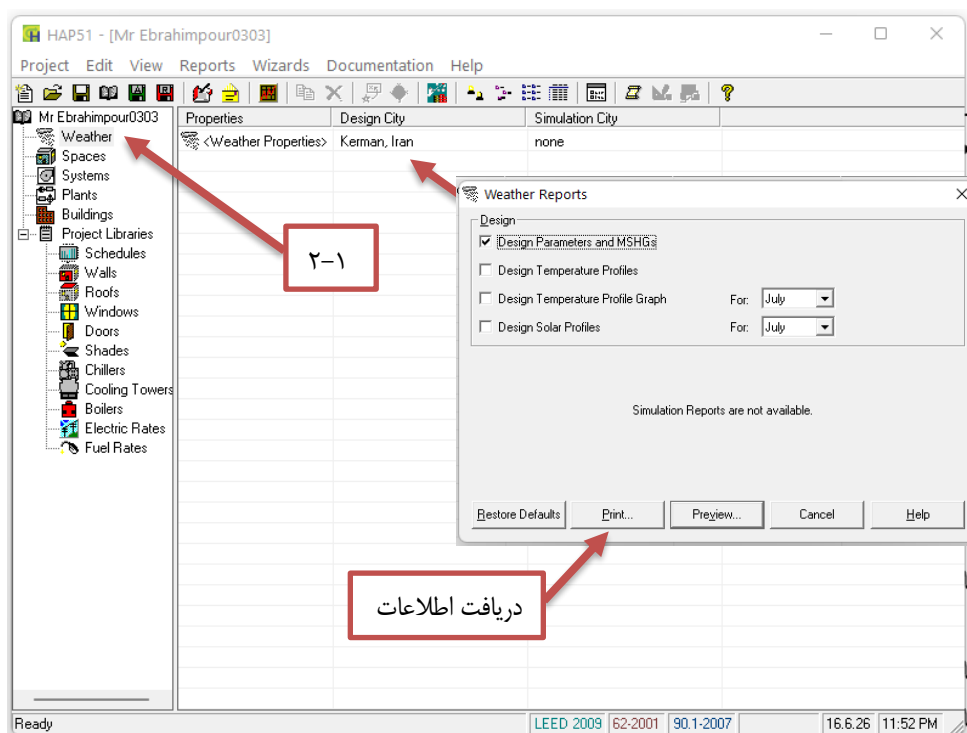 HAP51 - [Mr Ebrahimpour0303]
Project Edit View Reports Wizards Documentation Help
Mr Ebrahimpour0303
Weather
Spaces
Systems
Plants
Buildings
Project Libraries
Schedules
Walls
Roofs
Windows
Doors
Shades
Chillers
Cooling Towers
Boilers
Electric Rates
Fuel Rates
Properties Design City Simulation City
<Weather Properties> Kerman, Iran none
۲-۱
Weather Reports
Design
Design Parameters and MSHGs
Design Temperature Profiles
Design Temperature Profile Graph For: July
Design Solar Profiles For: July
Simulation Reports are not available.
Restore Defaults Print... Preview... Cancel Help
دریافت اطلاعات
Ready LEED 2009 62-2001 90.1-2007 16.6.26 11:52 PM